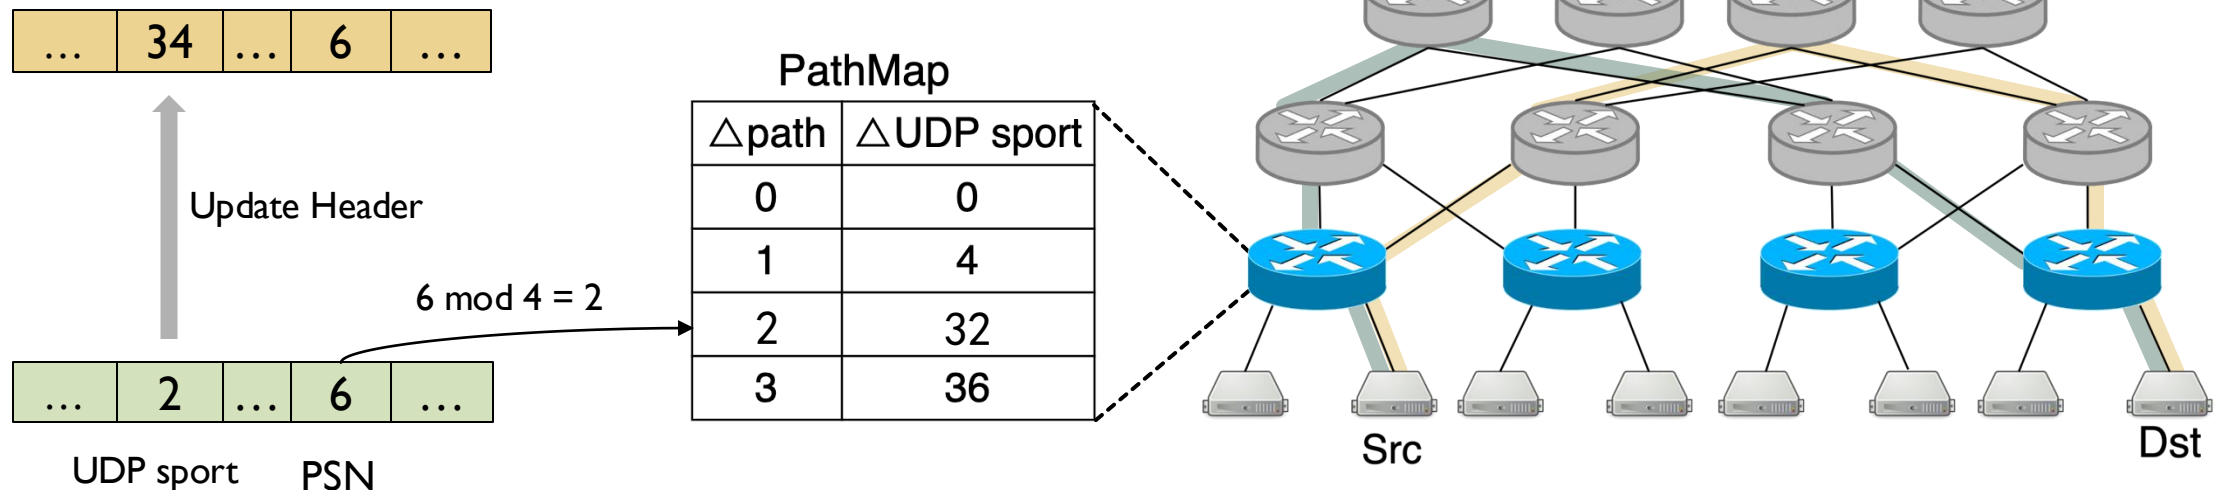 … 34 … 6 …
Update Header
6 mod 4 = 2
… 2 … 6 …
UDP sport PSN
PathMap
△path △UDP sport
0 0
1 4
2 32
3 36
Src
Dst